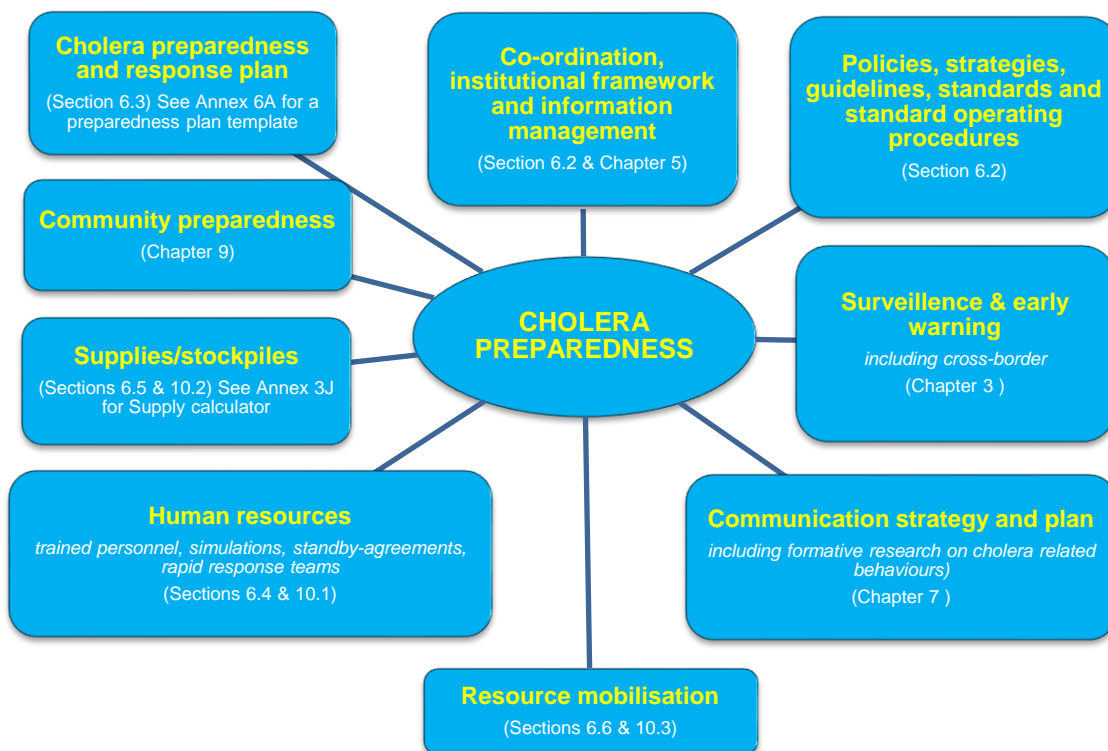 Cholera preparedness
and response plan
(Section 6.3) See Annex 6A for a
preparedness plan template
Co-ordination,
institutional framework
and information
management
(Section 6.2 & Chapter 5)
Policies, strategies,
guidelines, standards and
standard operating
procedures
(Section 6.2)
Community preparedness
(Chapter 9)
CHOLERA
PREPAREDNESS
Surveillence & early
warning
including cross-border
(Chapter 3 )
Supplies/stockpiles
(Sections 6.5 & 10.2) See Annex 3J
for Supply calculator
Human resources
trained personnel, simulations, standby-agreements,
rapid response teams
(Sections 6.4 & 10.1)
Communication strategy and plan
including formative research on cholera related
behaviours)
(Chapter 7 )
Resource mobilisation
(Sections 6.6 & 10.3)